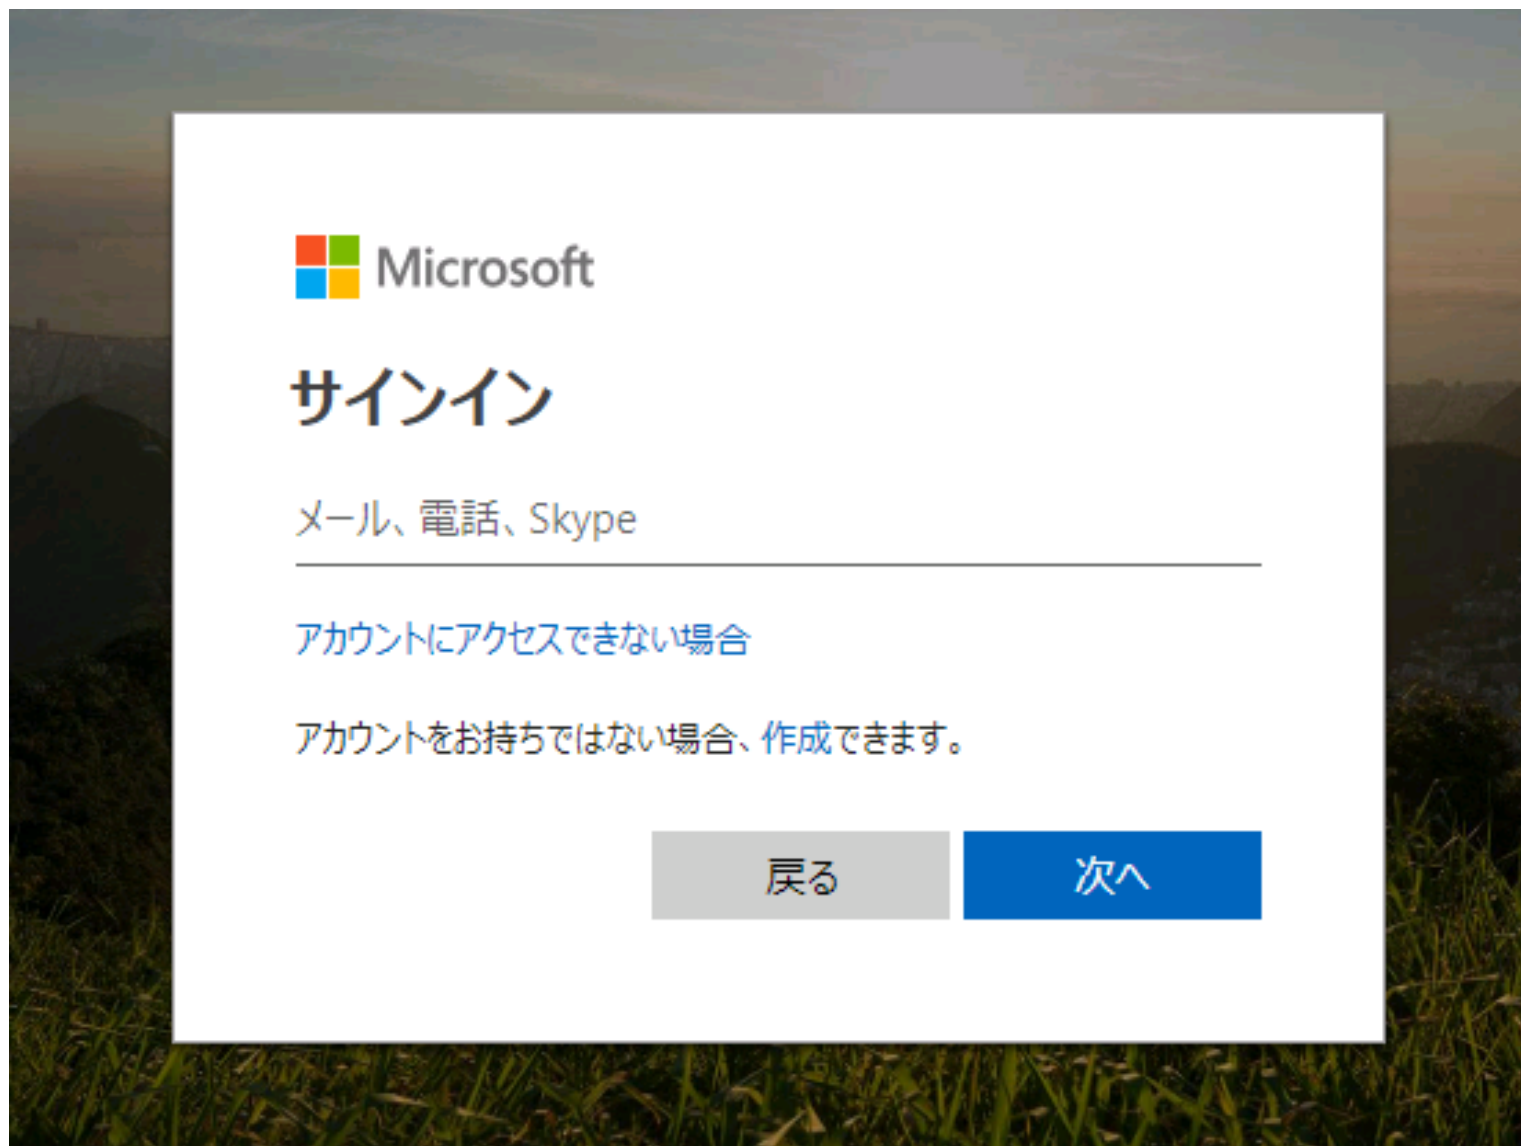 Microsoft
サインイン
メール、電話、Skype
アカウントにアクセスできない場合
アカウントをお持ちではない場合、作成できます。
戻る
次へ